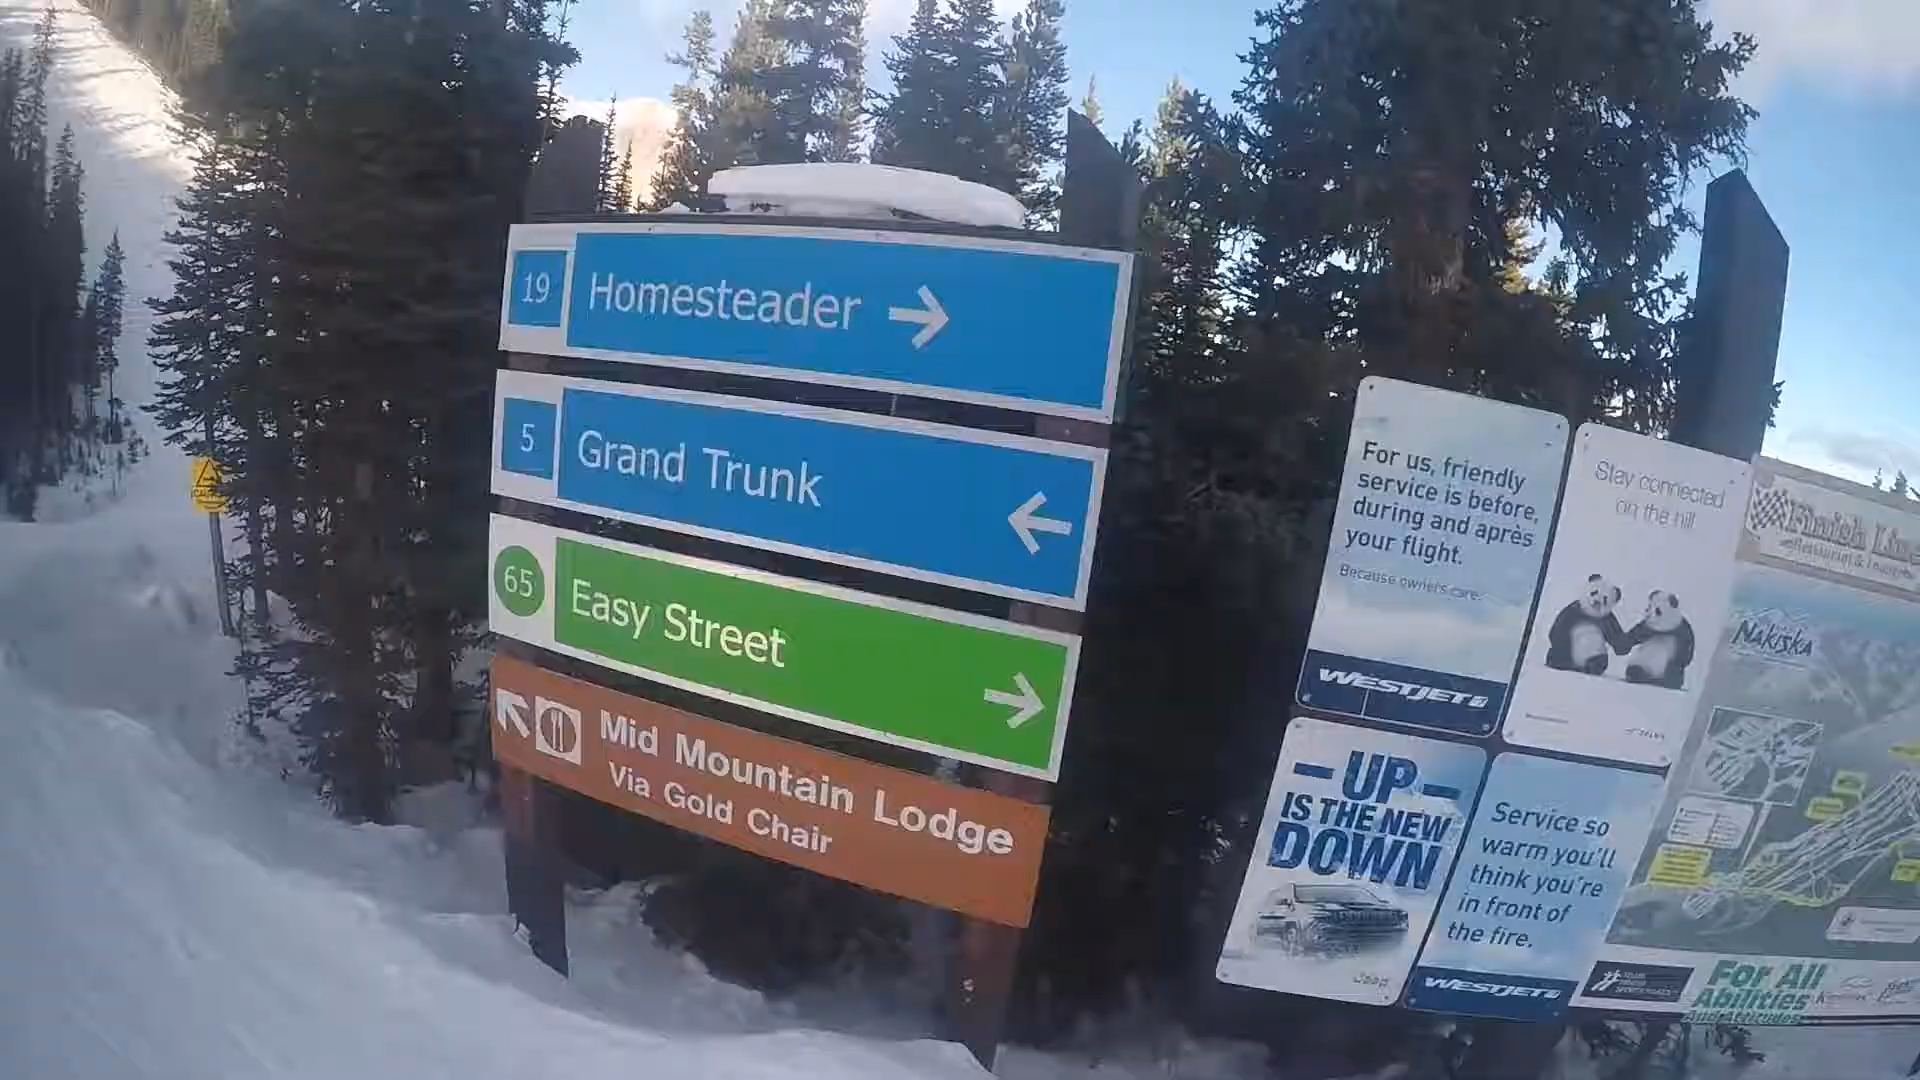 19 Homesteader →
5 Grand Trunk ←
65 Easy Street →
Mid Mountain Lodge
Via Gold Chair
For us, friendly
service is before,
during and après
your flight.
Because owners care.
WESTJET
Stay connected
on the hill
– UP –
IS THE NEW
DOWN
Jeep
Service so
warm you'll
think you're
in front of
the fire.
WESTJET
Finish Line
NAKISKA
For All
Abilities
And Attitudes